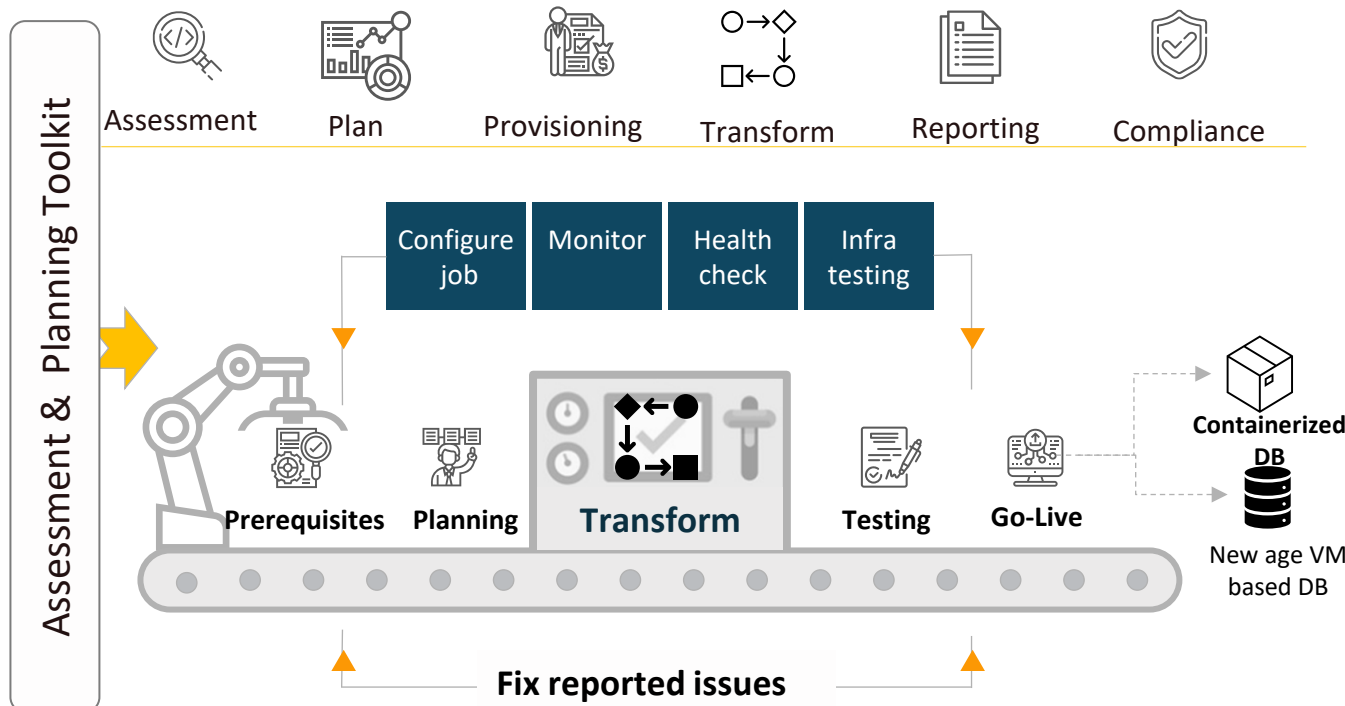 Assessment & Planning Toolkit
Assessment
Plan
Provisioning
Transform
Reporting
Compliance
Configure
job
Monitor
Health
check
Infra
testing
Prerequisites
Planning
Transform
Testing
Go-Live
Containerized
DB
New age VM
based DB
Fix reported issues